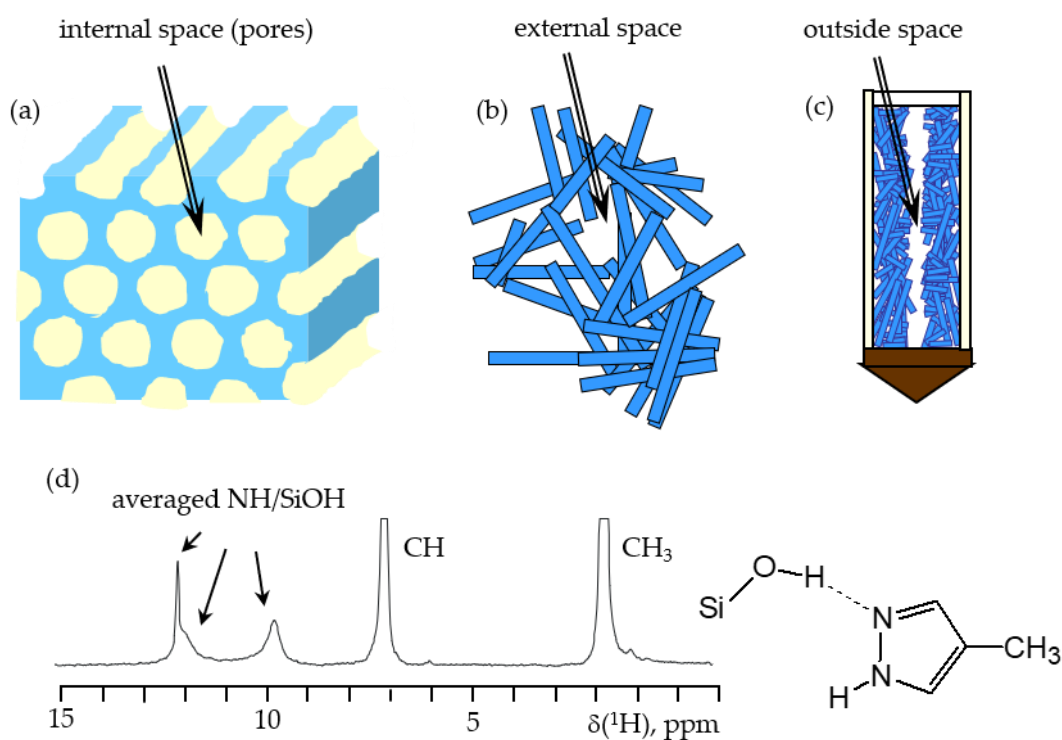 internal space (pores)
external space
outside space
(a)
(b)
(c)
(d)
averaged NH/SiOH
CH
CH₃
15
10
5
δ(¹H), ppm
Si
O
H
N
N
H
CH₃